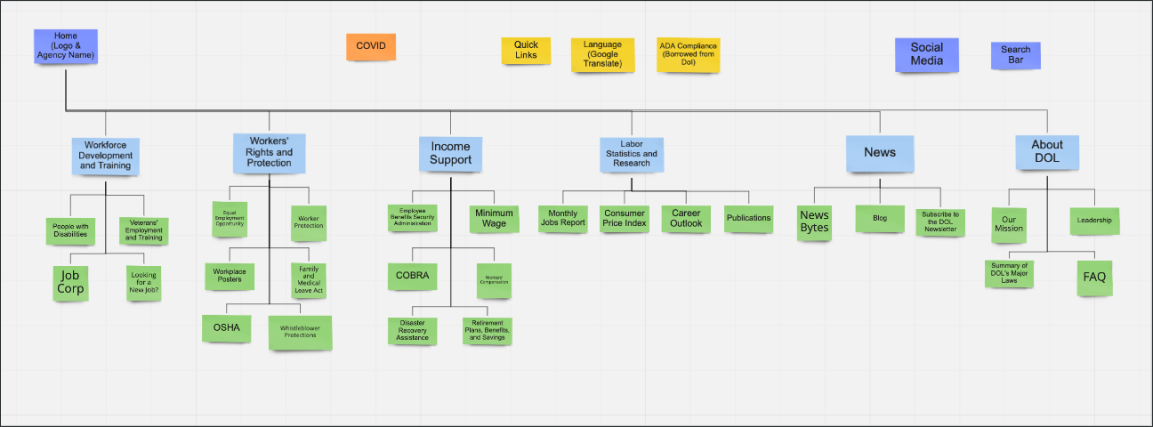 Home
(Logo &
Agency Name)
COVID
Quick
Links
Language
(Google
Translate)
ADA Compliance
(Borrowed from
DoI)
Social
Media
Search
Bar
Workforce
Development
and Training
Workers'
Rights and
Protection
Income
Support
Labor
Statistics and
Research
News
About
DOL
People with
Disabilities
Veterans'
Employment
and Training
Job
Corp
Looking
for a
New Job?
Equal
Employment
Opportunity
Worker
Protection
Workplace
Posters
Family
and
Medical
Leave Act
OSHA
Whistleblower
Protections
Employee
Benefits Security
Administration
Minimum
Wage
COBRA
Workers'
Compensation
Disaster
Recovery
Assistance
Retirement
Plans, Benefits,
and Savings
Monthly
Jobs Report
Consumer
Price Index
Career
Outlook
Publications
News
Bytes
Blog
Subscribe to
the DOL
Newsletter
Our
Mission
Leadership
Summary of
DOL's Major
Laws
FAQ